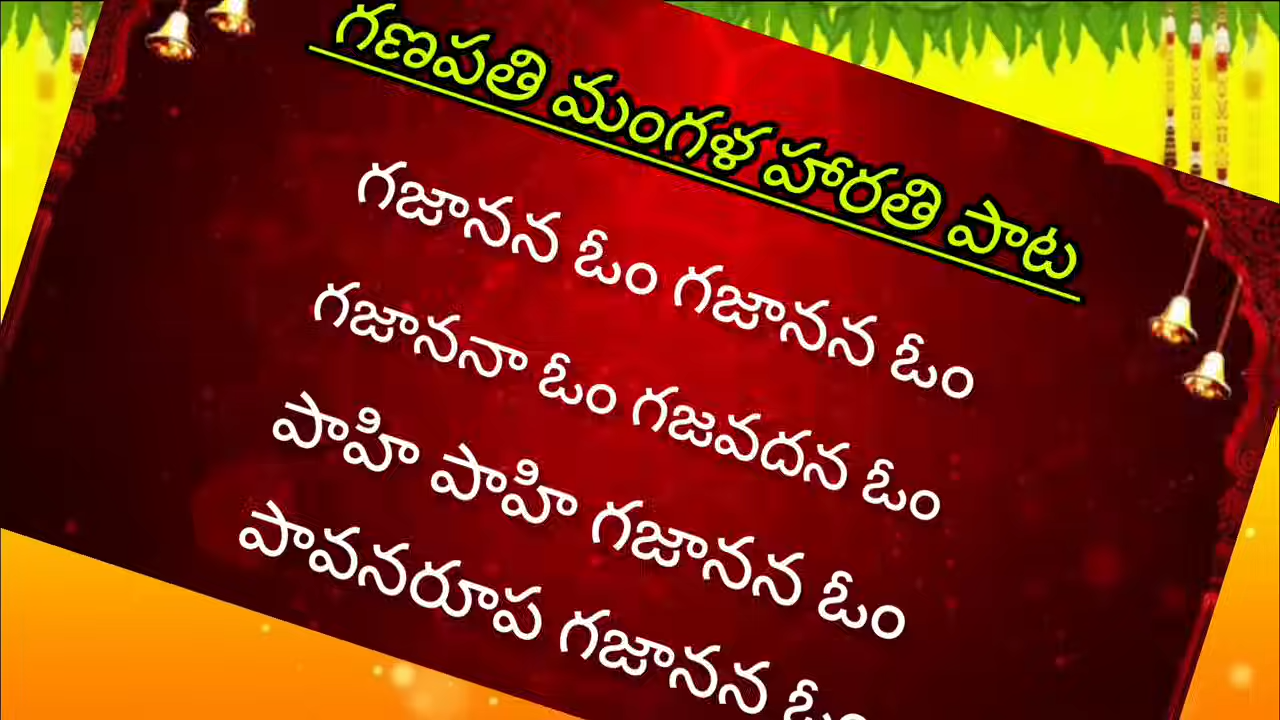 గణపతి మంగళ హారతి పాట
గజానన ఓం గజానన ఓం
గజాననా ఓం గజవదన ఓం
పాహి పాహి గజానన ఓం
పావనరూప గజానన ఓం